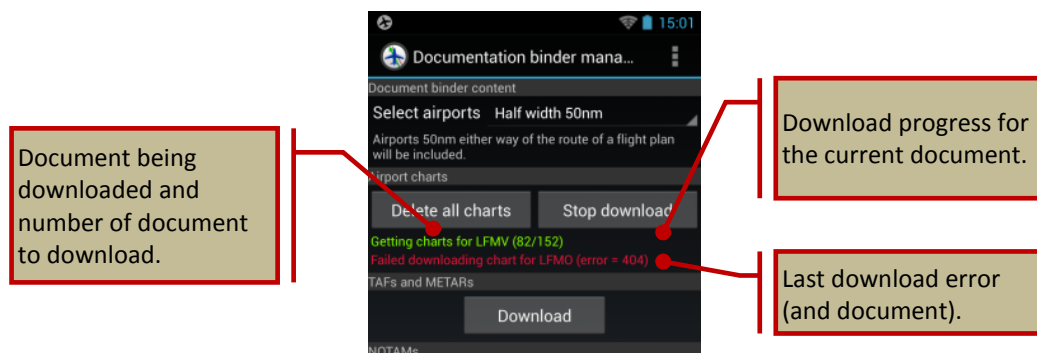 15:01
Documentation binder mana...
Document binder content
Select airports Half width 50nm
Airports 50nm either way of the route of a flight plan
will be included.
Airport charts
Delete all charts Stop download
Getting charts for LFMV (82/152)
Failed downloading chart for LFMO (error = 404)
TAFs and METARs
Download
NOTAMs
Document being
downloaded and
number of document
to download.
Download progress for
the current document.
Last download error
(and document).